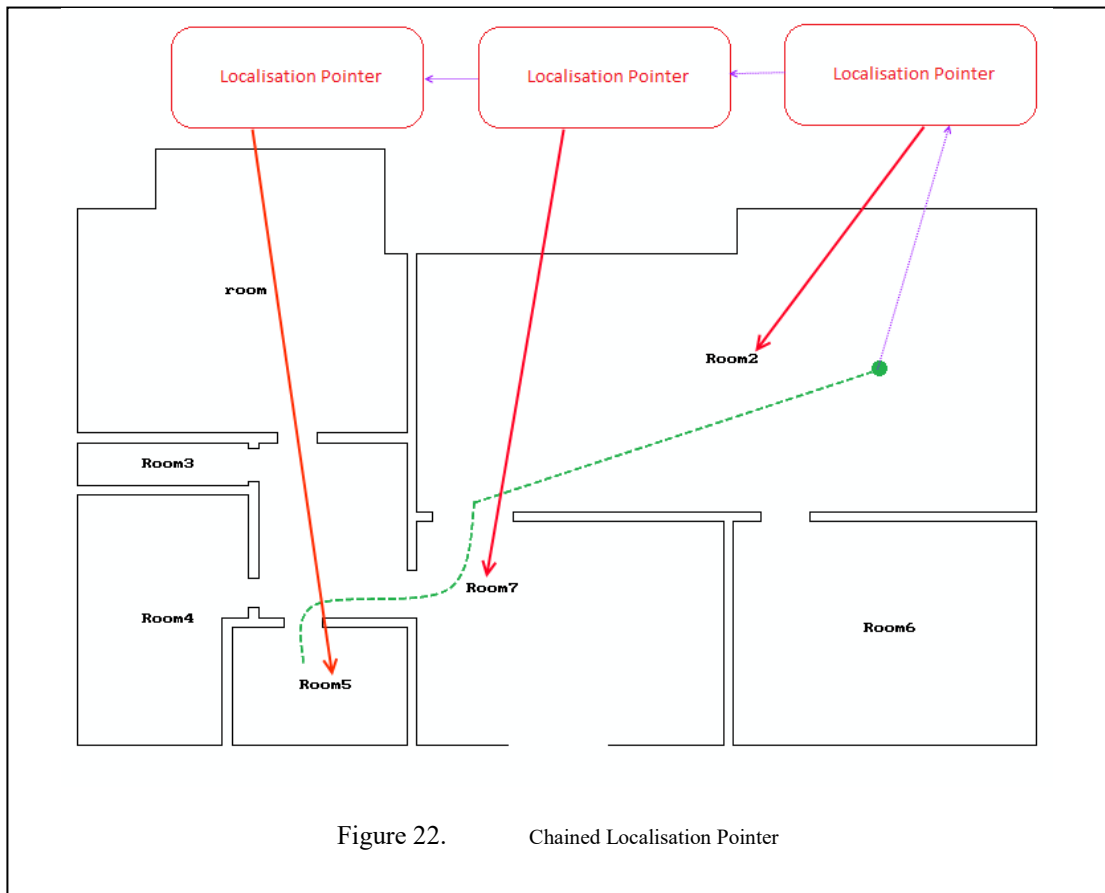 Localisation Pointer
Localisation Pointer
Localisation Pointer
room
Room2
Room3
Room7
Room4
Room6
Room5
Figure 22. Chained Localisation Pointer